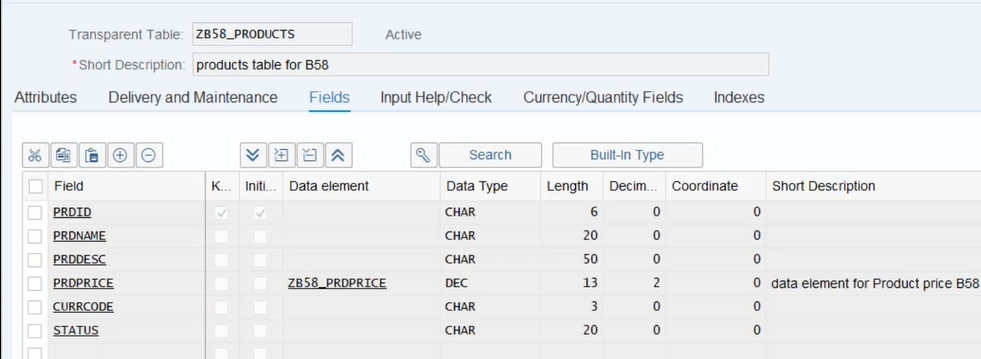 Transparent Table: ZB58_PRODUCTS Active
*Short Description: products table for B58
Attributes Delivery and Maintenance Fields Input Help/Check Currency/Quantity Fields Indexes
Search Built-In Type
Field K... Initi... Data element Data Type Length Decim... Coordinate Short Description
PRDID CHAR 6 0 0
PRDNAME CHAR 20 0 0
PRDDESC CHAR 50 0 0
PRDPRICE ZB58_PRDPRICE DEC 13 2 0 data element for Product price B58
CURRCODE CHAR 3 0 0
STATUS CHAR 20 0 0